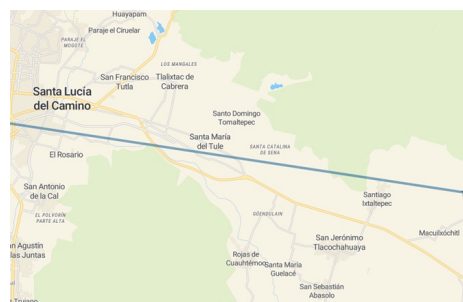 Huayapam
Paraje el Ciruelar
PARAJE EL
MOGOTE
LOS MANGALES
San Francisco
Tutla
Tlalixtac de
Cabrera
Santa Lucía
del Camino
Santo Domingo
Tomaltepec
Santa María
del Tule
SANTA CATALINA
DE SENA
El Rosario
San Antonio
de la Cal
Santiago
Ixtaltepec
EL POLVORÍN
PARTE ALTA
GÜENDULAIN
San Jerónimo
Tlacochahuaya
Macuilxóchitl
n Agustín
las Juntas
Rojas de
Cuauhtémoc
Santa María
Guelacé
San Sebastián
Abasolo
Trujano